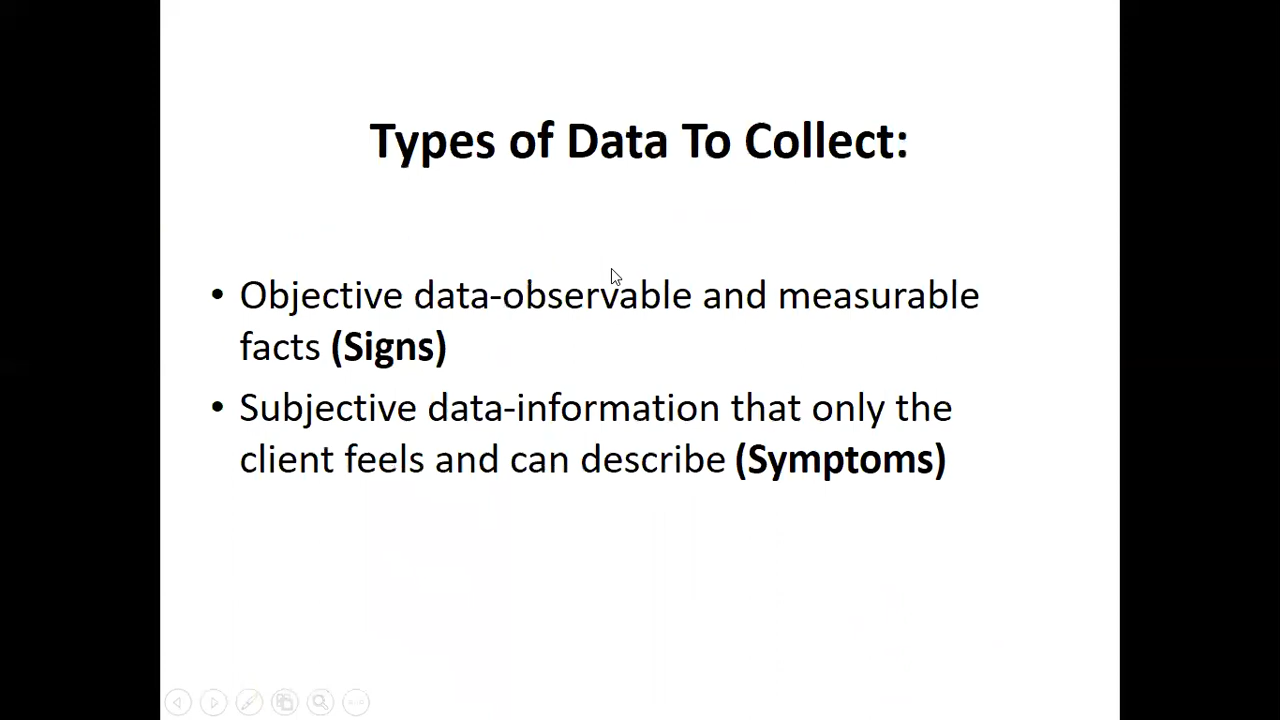 Types of Data To Collect:
• Objective data-observable and measurable
facts (Signs)
• Subjective data-information that only the
client feels and can describe (Symptoms)